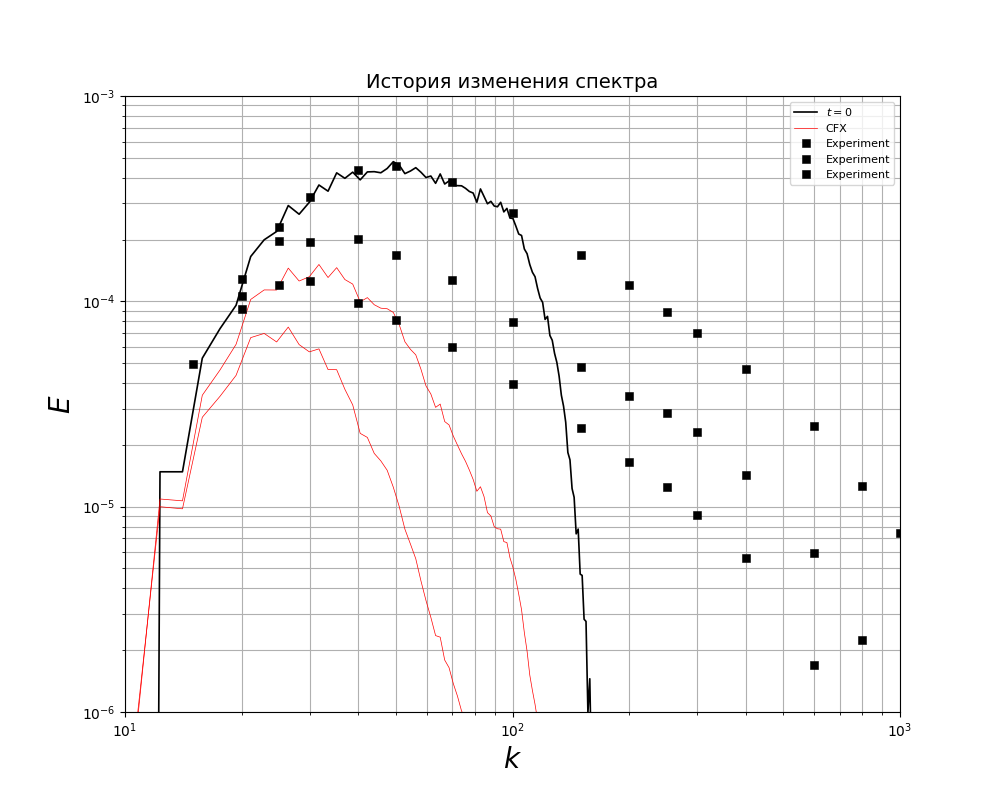 История изменения спектра
10⁻³
t = 0
CFX
Experiment
Experiment
Experiment
10⁻⁴
E
10⁻⁵
10⁻⁶
10¹
10²
10³
k